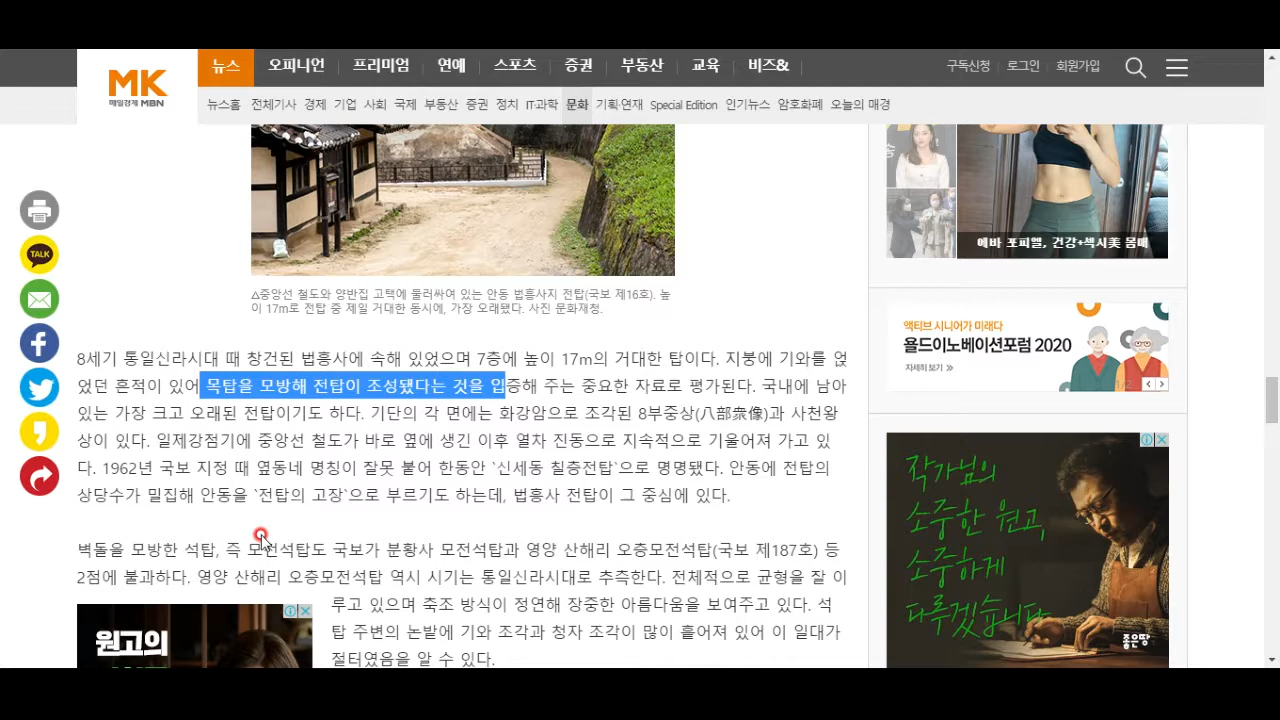 MK
매일경제 MBN
뉴스 오피니언 프리미엄 연예 스포츠 증권 부동산 교육 비즈&
구독신청 로그인 회원가입
뉴스홈 전체기사 경제 기업 사회 국제 부동산 증권 정치 IT·과학 문화 기획·연재 Special Edition 인기뉴스 암호화폐 오늘의 매경
TALK
△중앙선 철도와 양반집 고택에 둘러싸여 있는 안동 법흥사지 전탑(국보 제16호). 높
이 17m로 전탑 중 제일 거대한 동시에, 가장 오래됐다. 사진 문화재청.
8세기 통일신라시대 때 창건된 법흥사에 속해 있었으며 7층에 높이 17m의 거대한 탑이다. 지붕에 기와를 얹
었던 흔적이 있어 목탑을 모방해 전탑이 조성됐다는 것을 입증해 주는 중요한 자료로 평가된다. 국내에 남아
있는 가장 크고 오래된 전탑이기도 하다. 기단의 각 면에는 화강암으로 조각된 8부중상(八部衆像)과 사천왕
상이 있다. 일제강점기에 중앙선 철도가 바로 옆에 생긴 이후 열차 진동으로 지속적으로 기울어져 가고 있
다. 1962년 국보 지정 때 옆동네 명칭이 잘못 붙어 한동안 `신세동 칠층전탑`으로 명명됐다. 안동에 전탑의
상당수가 밀집해 안동을 `전탑의 고장`으로 부르기도 하는데, 법흥사 전탑이 그 중심에 있다.
벽돌을 모방한 석탑, 즉 모전석탑도 국보가 분황사 모전석탑과 영양 산해리 오층모전석탑(국보 제187호) 등
2점에 불과하다. 영양 산해리 오층모전석탑 역시 시기는 통일신라시대로 추측한다. 전체적으로 균형을 잘 이
루고 있으며 축조 방식이 정연해 장중한 아름다움을 보여주고 있다. 석
탑 주변의 논밭에 기와 조각과 청자 조각이 많이 흩어져 있어 이 일대가
절터였음을 알 수 있다.
원고의
에바 포피엘, 건강+섹시美 몸매
액티브 시니어가 미래다
욜드이노베이션포럼 2020
자세히보기
1/2
작가님의
소중한 원고,
소중하게
다루겠습니다
좋은땅